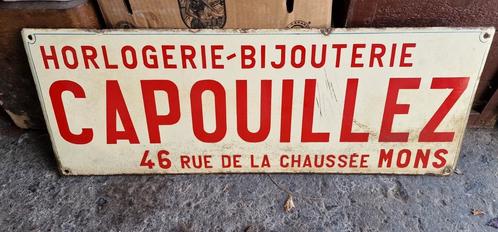 HORLOGERIE-BIJOUTERIE
CAPOUILLEZ
46 RUE DE LA CHAUSSÉE MONS